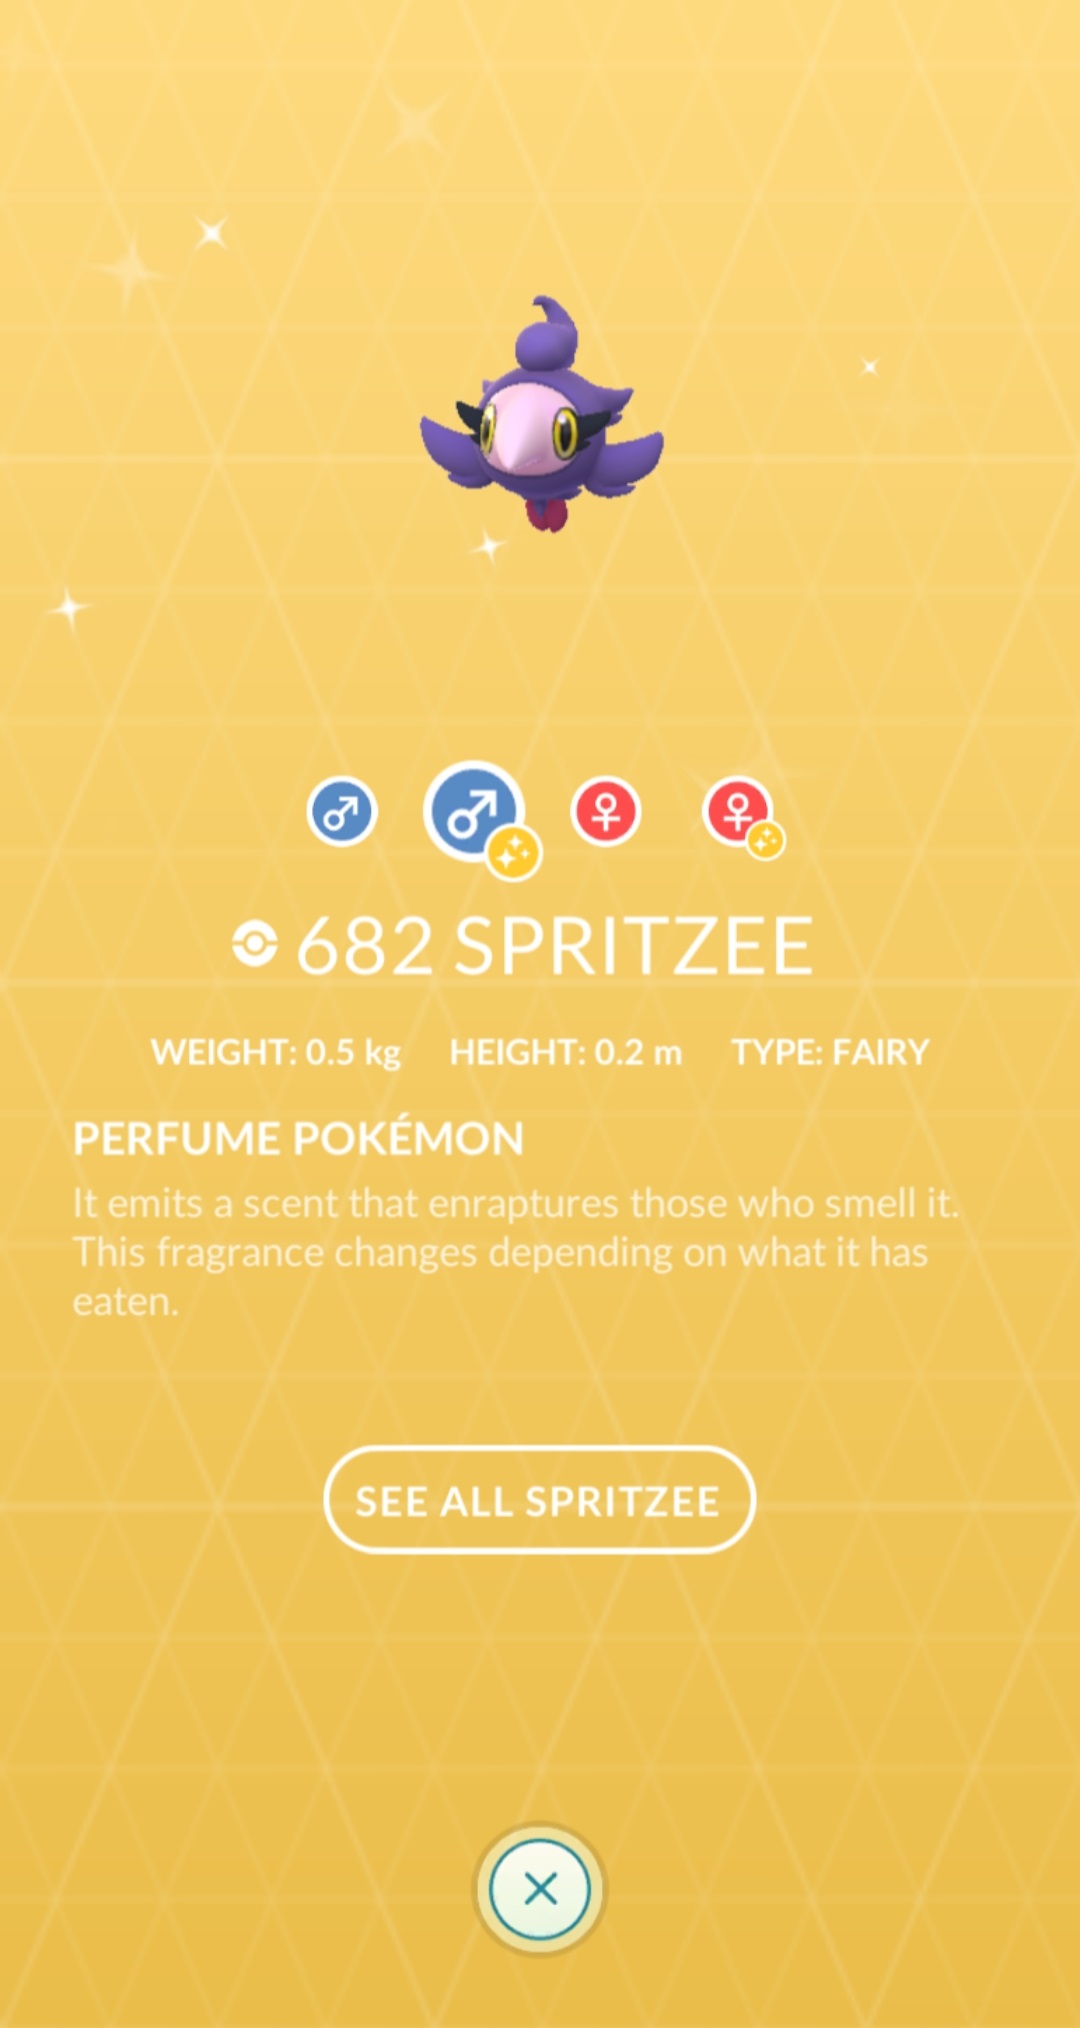 682 SPRITZEE
WEIGHT: 0.5 kg HEIGHT: 0.2 m TYPE: FAIRY
PERFUME POKÉMON
It emits a scent that enraptures those who smell it.
This fragrance changes depending on what it has
eaten.
SEE ALL SPRITZEE